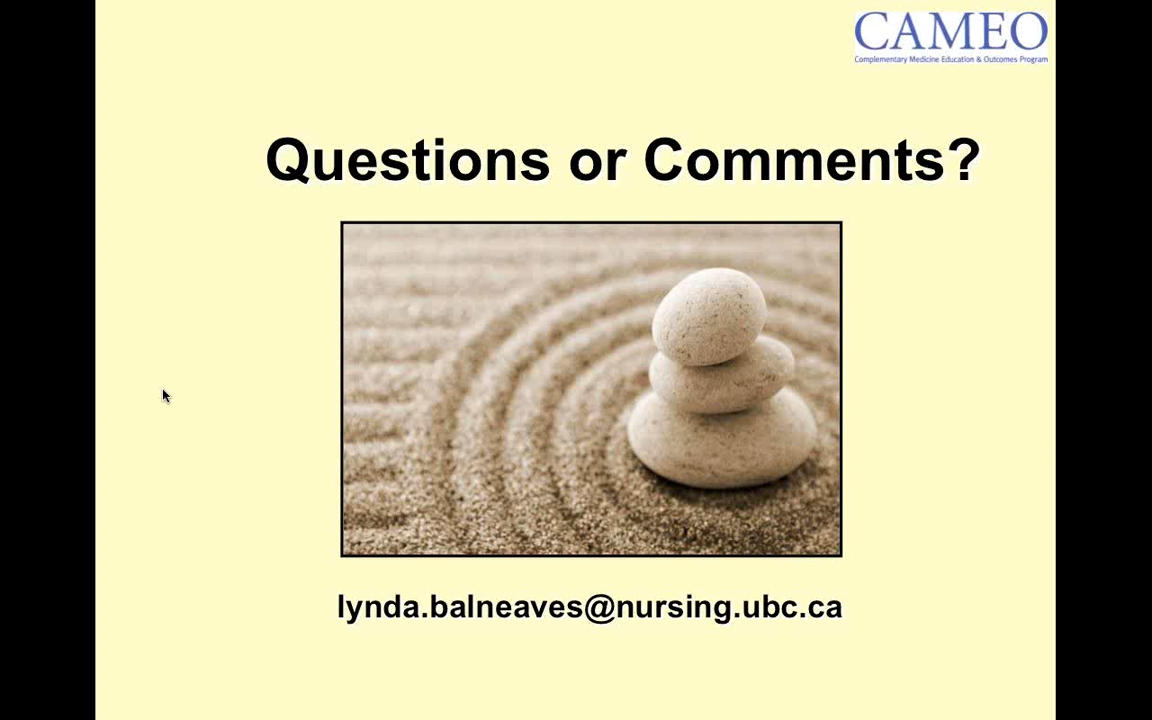 CAMEO
Complementary Medicine Education & Outcomes Program
Questions or Comments?
lynda.balneaves@nursing.ubc.ca